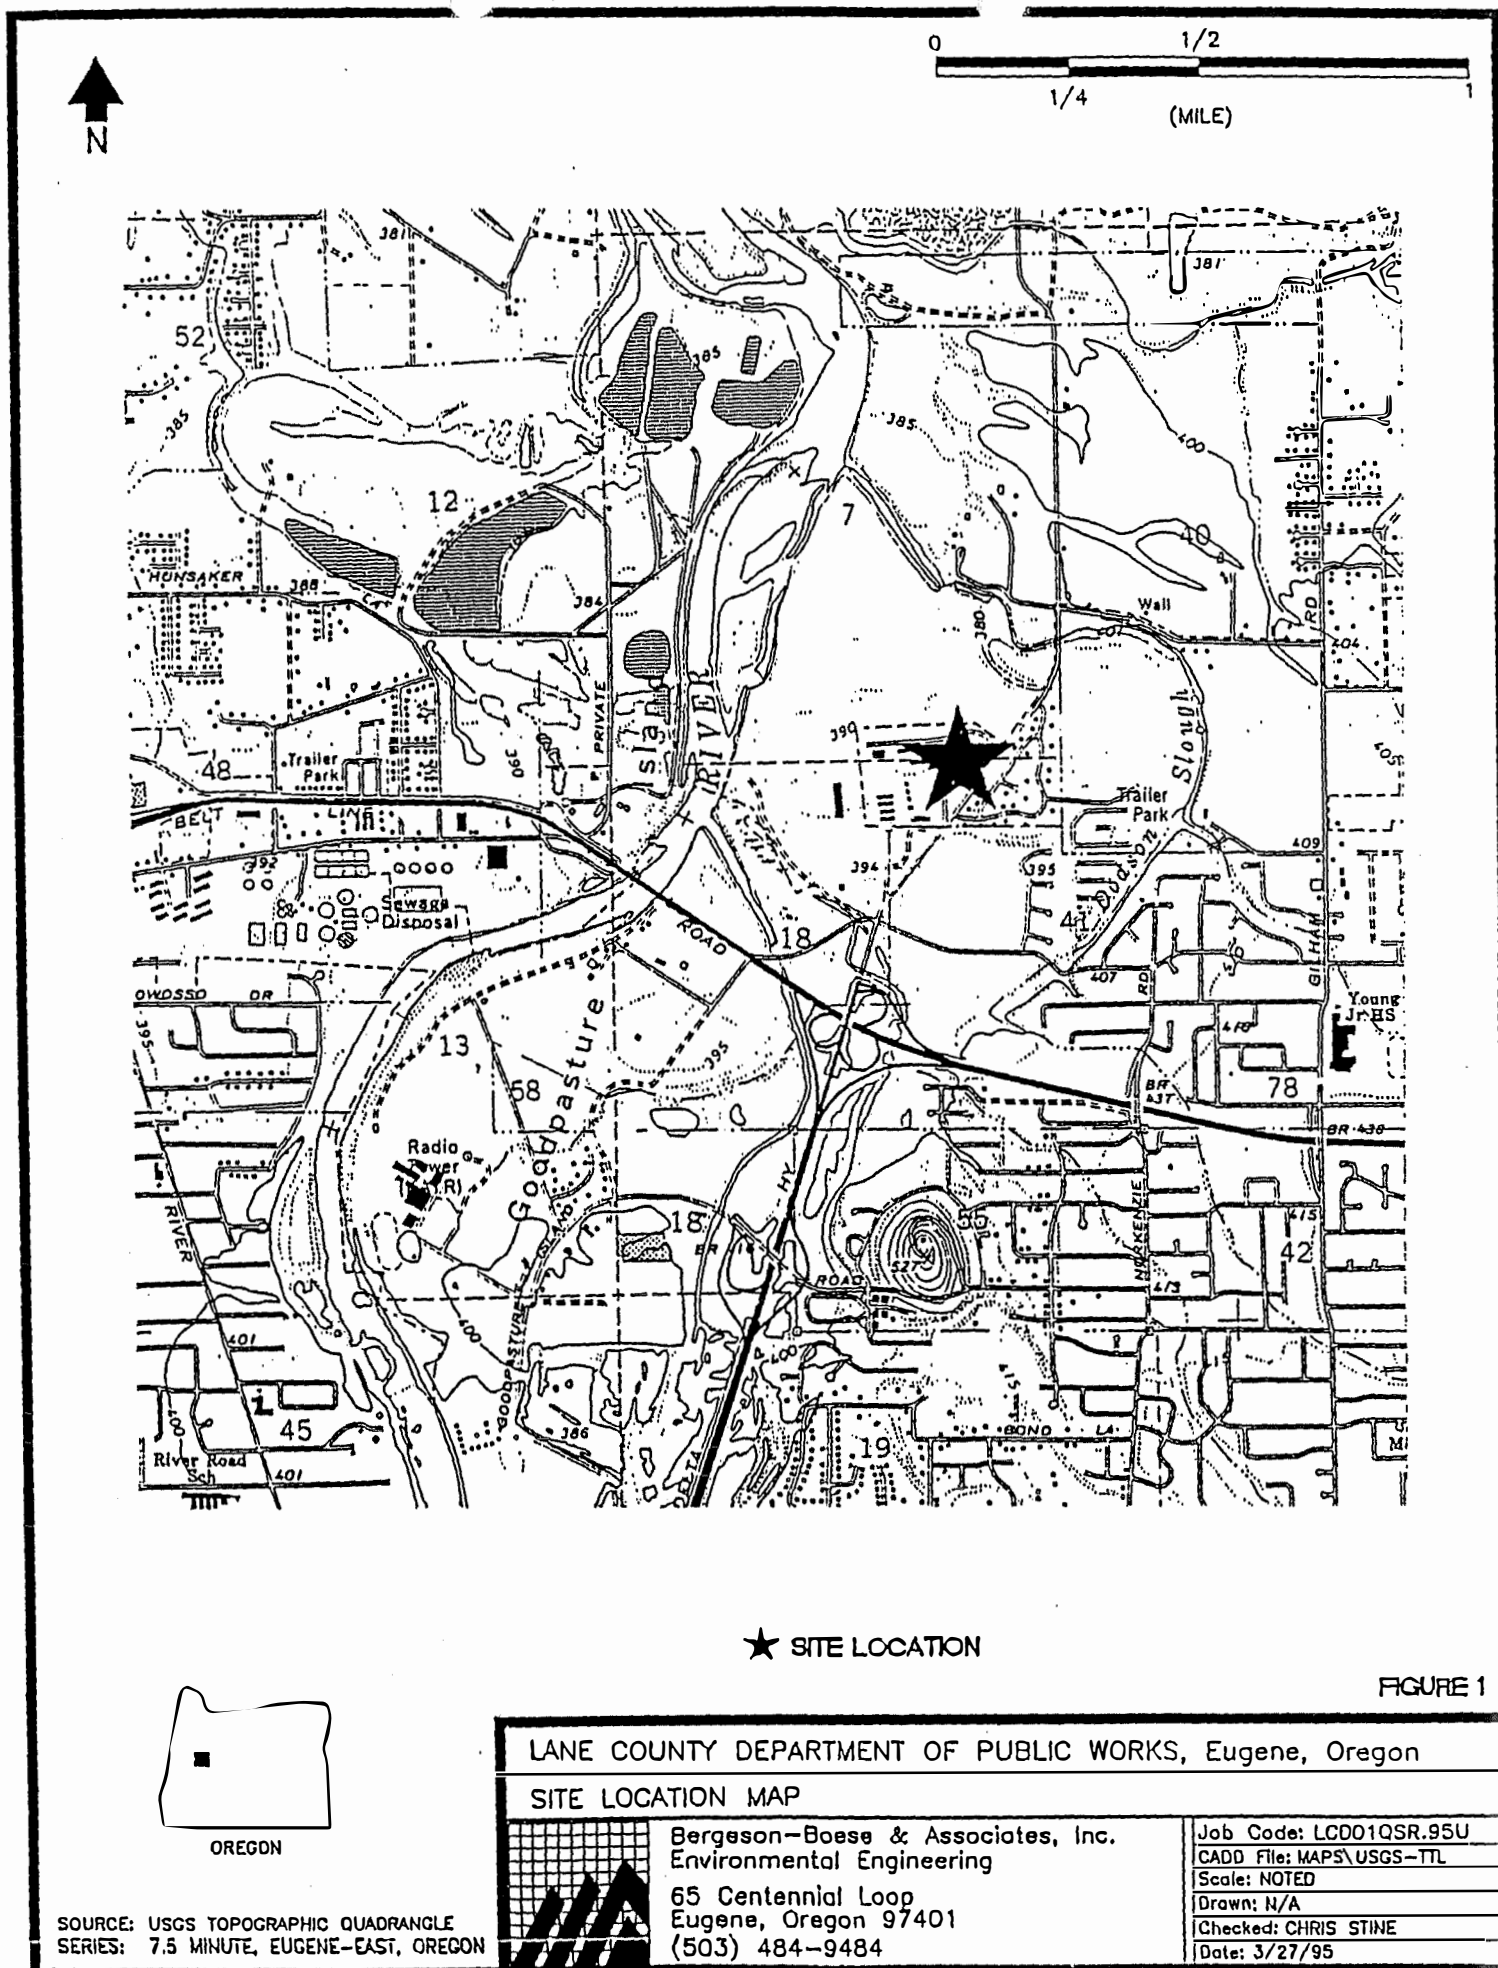 0
1/2
1/4
1
(MILE)
N
381
381
52
385
385
385
400
12
7
40
HUNSAKER
388
384
Wall
407
380
RD
404
PRIVATE
RIVER
399
Slough
390
48
Trailer
Park
BELT
LINE
8
Trailer
Park
405
392
394
395
409
Dodson
Sewage
Disposal
ROAD
18
41
407
RD
GILHAM
OWOSSO DR
395
13
395
Young
Jr HS
410
58
78
BR
437
BR 438
Goodpasture
Radio
Tower
HY
RIVER
ISLAND
18
55
415
NORKENZIE
527
42
ROAD
413
GOODPASTURE
400
401
400
415
45
386
BOND LA
19
River Road
Sch
400
401
DELTA
M
SITE LOCATION
FIGURE 1
OREGON
LANE COUNTY DEPARTMENT OF PUBLIC WORKS, Eugene, Oregon
SITE LOCATION MAP
Bergeson-Boese & Associates, Inc.
Environmental Engineering
65 Centennial Loop
Eugene, Oregon 97401
(503) 484-9484
Job Code: LCD01QSR.95U
CADD File: MAPS\USGS-TTL
Scale: NOTED
Drawn: N/A
Checked: CHRIS STINE
Date: 3/27/95
SOURCE: USGS TOPOGRAPHIC QUADRANGLE
SERIES: 7.5 MINUTE, EUGENE-EAST, OREGON